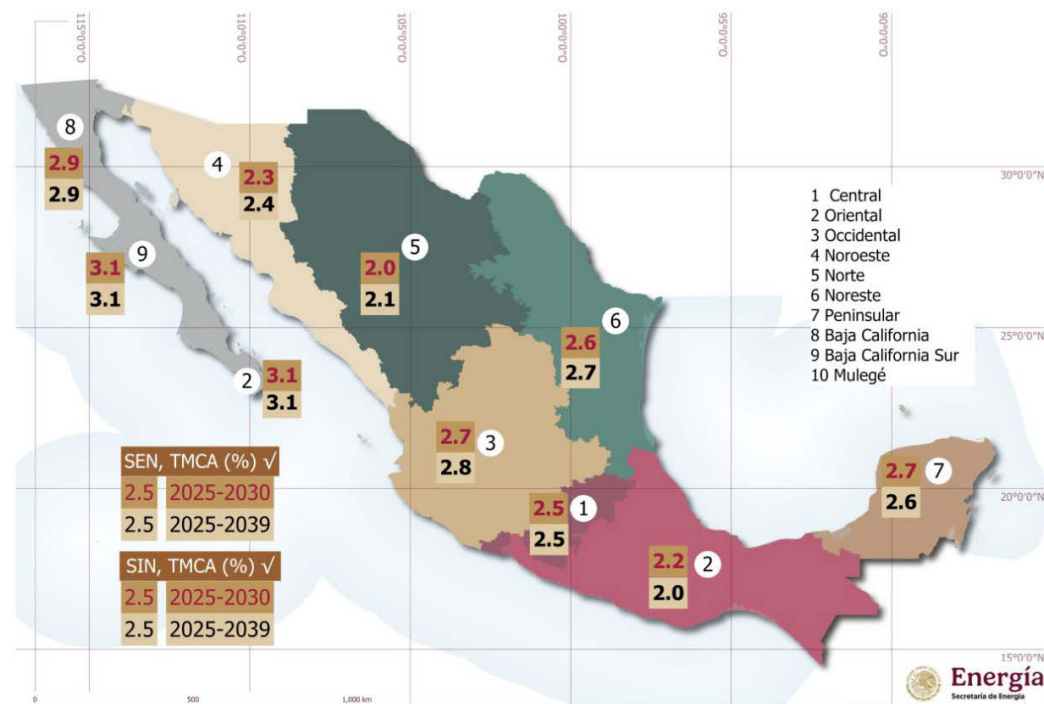 115°0'0"O
110°0'0"O
105°0'0"O
100°0'0"O
95°0'0"O
90°0'0"O
8
2.9
2.9
4
2.3
2.4
30°0'0"N
1 Central
2 Oriental
3 Occidental
4 Noroeste
5 Norte
6 Noreste
7 Peninsular
8 Baja California
9 Baja California Sur
10 Mulegé
9
3.1
3.1
5
2.0
2.1
6
2.6
2.7
25°0'0"N
2
3.1
3.1
3
2.7
2.8
7
2.7
2.6
SEN, TMCA (%) √
2.5 2025-2030
2.5 2025-2039
20°0'0"N
1
2.5
2.5
2
2.2
2.0
SIN, TMCA (%) √
2.5 2025-2030
2.5 2025-2039
15°0'0"N
0 500 1,000 km
Energía
Secretaría de Energía